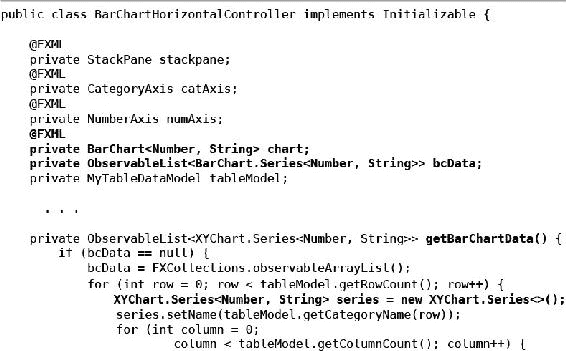 public class BarChartHorizontalController implements Initializable {
@FXML
private StackPane stackpane;
@FXML
private CategoryAxis catAxis;
@FXML
private NumberAxis numAxis;
@FXML
private BarChart<Number, String> chart;
private ObservableList<BarChart.Series<Number, String>> bcData;
private MyTableDataModel tableModel;
. . .
private ObservableList<XYChart.Series<Number, String>> getBarChartData() {
if (bcData == null) {
bcData = FXCollections.observableArrayList();
for (int row = 0; row < tableModel.getRowCount(); row++) {
XYChart.Series<Number, String> series = new XYChart.Series<>();
series.setName(tableModel.getCategoryName(row));
for (int column = 0;
column < tableModel.getColumnCount(); column++) {